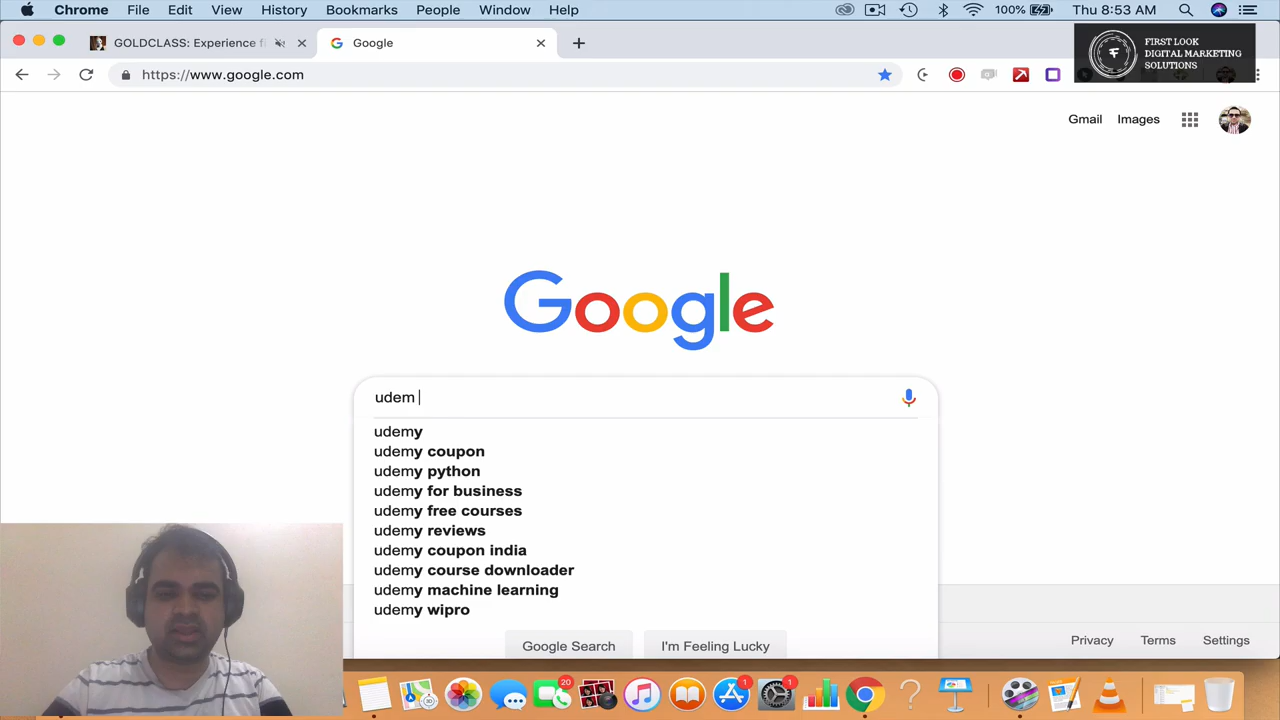 Chrome File Edit View History Bookmarks People Window Help 100% Thu 8:53 AM
GOLDCLASS: Experience f
Google
FIRST LOOK
DIGITAL MARKETING
SOLUTIONS
https://www.google.com
Gmail Images
Google
udem
udemy
udemy coupon
udemy python
udemy for business
udemy free courses
udemy reviews
udemy coupon india
udemy course downloader
udemy machine learning
udemy wipro
Google Search I'm Feeling Lucky
Privacy Terms Settings
20 1 1